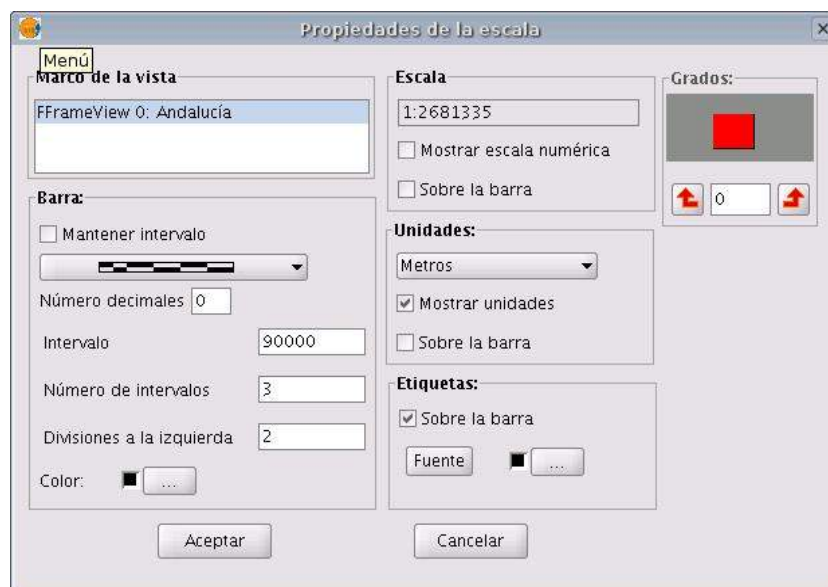 Propiedades de la escala
Menú
Marco de la vista
FFrameView 0: Andalucía
Barra:
Mantener intervalo
Número decimales 0
Intervalo 90000
Número de intervalos 3
Divisiones a la izquierda 2
Color: ...
Escala
1:2681335
Mostrar escala numérica
Sobre la barra
Unidades:
Metros
Mostrar unidades
Sobre la barra
Etiquetas:
Sobre la barra
Fuente ...
Grados:
0
Aceptar Cancelar